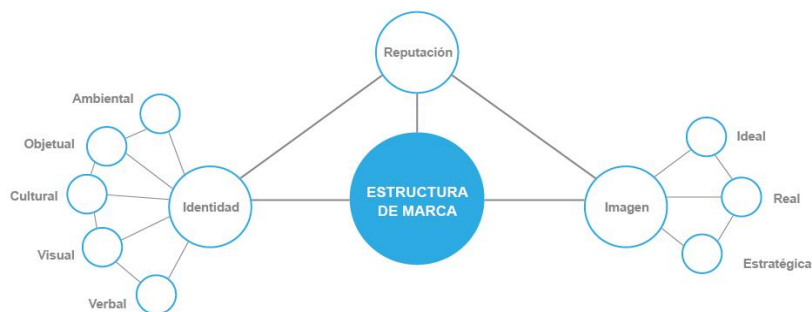 Reputación
Ambiental
Objetual
Cultural
Visual
Verbal
Identidad
ESTRUCTURA
DE MARCA
Imagen
Ideal
Real
Estratégica